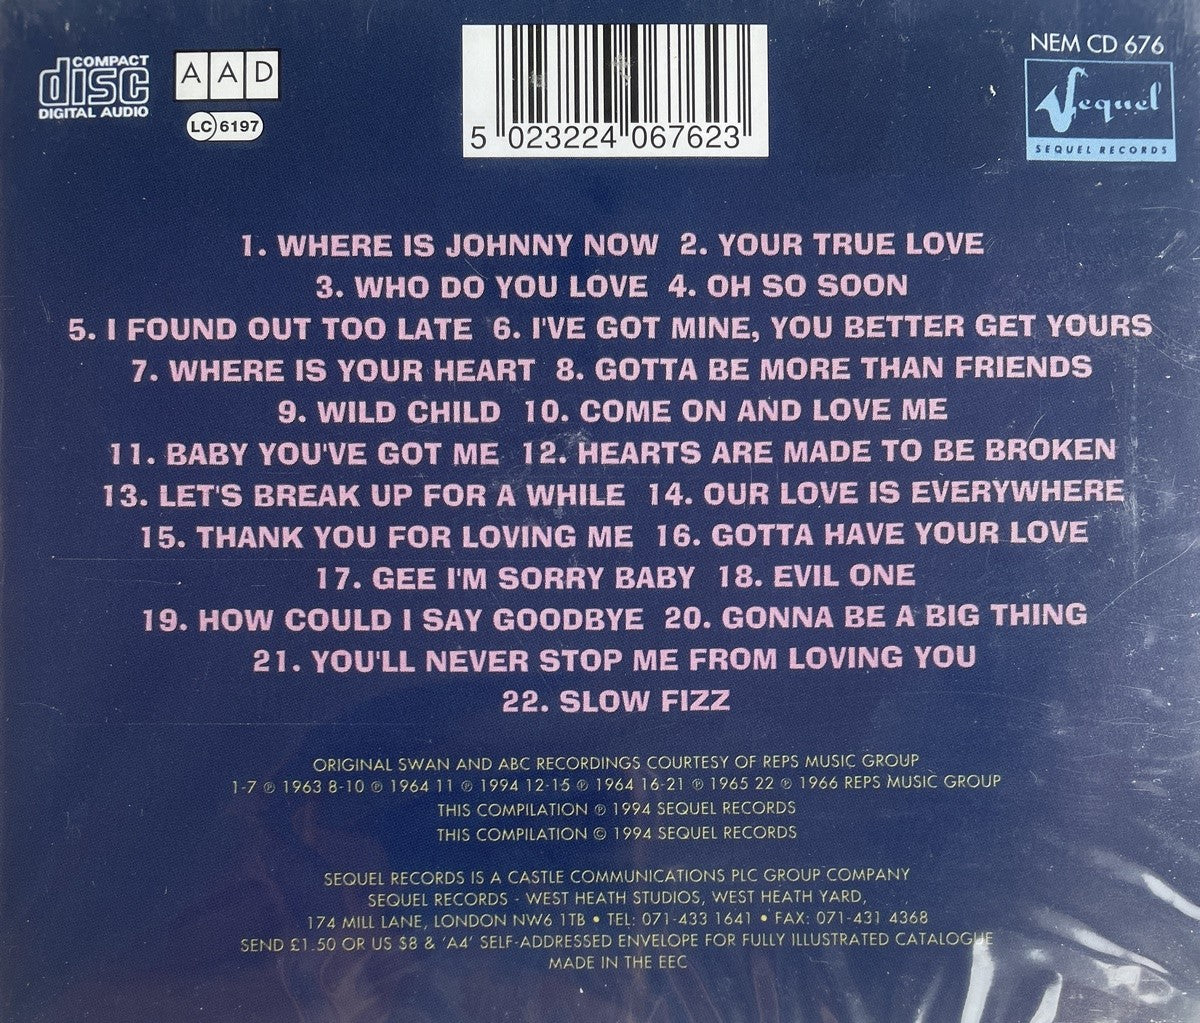 COMPACT
disc
DIGITAL AUDIO
A A D
LC 6197
5 023224 067623
NEM CD 676
Sequel
SEQUEL RECORDS
1. WHERE IS JOHNNY NOW 2. YOUR TRUE LOVE
3. WHO DO YOU LOVE 4. OH SO SOON
5. I FOUND OUT TOO LATE 6. I'VE GOT MINE, YOU BETTER GET YOURS
7. WHERE IS YOUR HEART 8. GOTTA BE MORE THAN FRIENDS
9. WILD CHILD 10. COME ON AND LOVE ME
11. BABY YOU'VE GOT ME 12. HEARTS ARE MADE TO BE BROKEN
13. LET'S BREAK UP FOR A WHILE 14. OUR LOVE IS EVERYWHERE
15. THANK YOU FOR LOVING ME 16. GOTTA HAVE YOUR LOVE
17. GEE I'M SORRY BABY 18. EVIL ONE
19. HOW COULD I SAY GOODBYE 20. GONNA BE A BIG THING
21. YOU'LL NEVER STOP ME FROM LOVING YOU
22. SLOW FIZZ
ORIGINAL SWAN AND ABC RECORDINGS COURTESY OF REPS MUSIC GROUP
1-7 ℗ 1963 8-10 ℗ 1964 11 ℗ 1994 12-15 ℗ 1964 16-21 ℗ 1965 22 ℗ 1966 REPS MUSIC GROUP
THIS COMPILATION ℗ 1994 SEQUEL RECORDS
THIS COMPILATION © 1994 SEQUEL RECORDS
SEQUEL RECORDS IS A CASTLE COMMUNICATIONS PLC GROUP COMPANY
SEQUEL RECORDS - WEST HEATH STUDIOS, WEST HEATH YARD,
174 MILL LANE, LONDON NW6 1TB • TEL: 071-433 1641 • FAX: 071-431 4368
SEND £1.50 OR US $8 & 'A4' SELF-ADDRESSED ENVELOPE FOR FULLY ILLUSTRATED CATALOGUE
MADE IN THE EEC